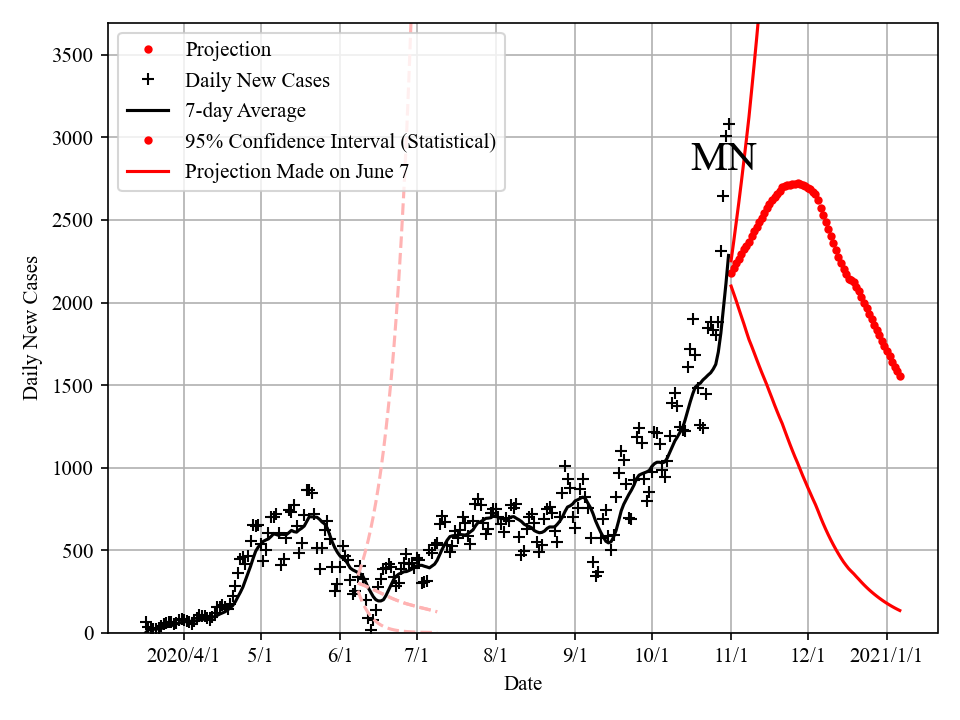 3500
3000
2500
2000
1500
1000
500
0
Daily New Cases
Projection
Daily New Cases
7-day Average
95% Confidence Interval (Statistical)
Projection Made on June 7
MN
2020/4/1 5/1 6/1 7/1 8/1 9/1 10/1 11/1 12/1 2021/1/1
Date